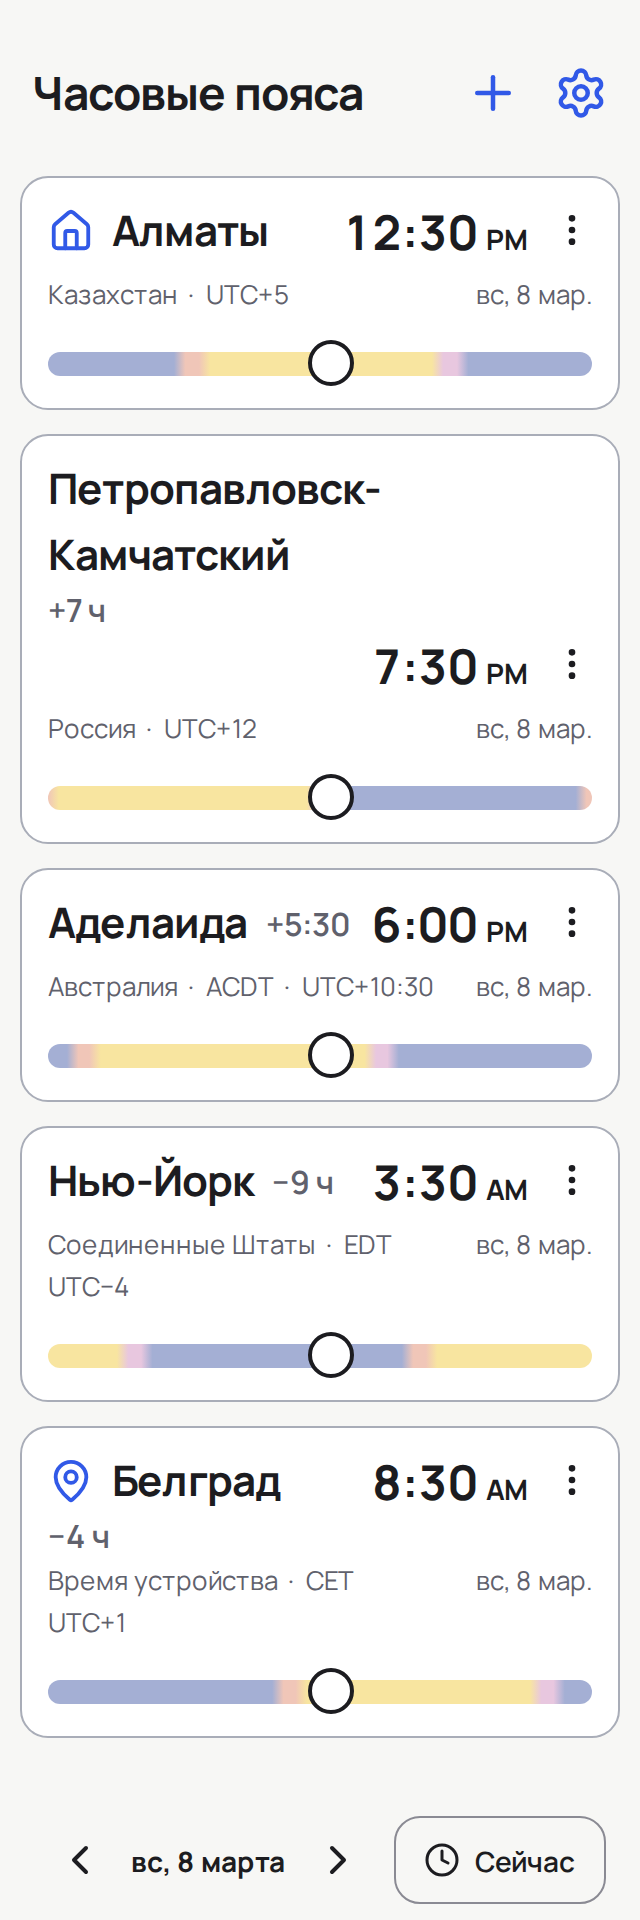 Часовые пояса
Алматы 12:30 PM
Казахстан · UTC+5 вс, 8 мар.
Петропавловск-
Камчатский
+7 ч
7:30 PM
Россия · UTC+12 вс, 8 мар.
Аделаида +5:30 6:00 PM
Австралия · ACDT · UTC+10:30 вс, 8 мар.
Нью-Йорк −9 ч 3:30 AM
Соединенные Штаты · EDT вс, 8 мар.
UTC−4
Белград 8:30 AM
−4 ч
Время устройства · CET вс, 8 мар.
UTC+1
вс, 8 марта Сейчас